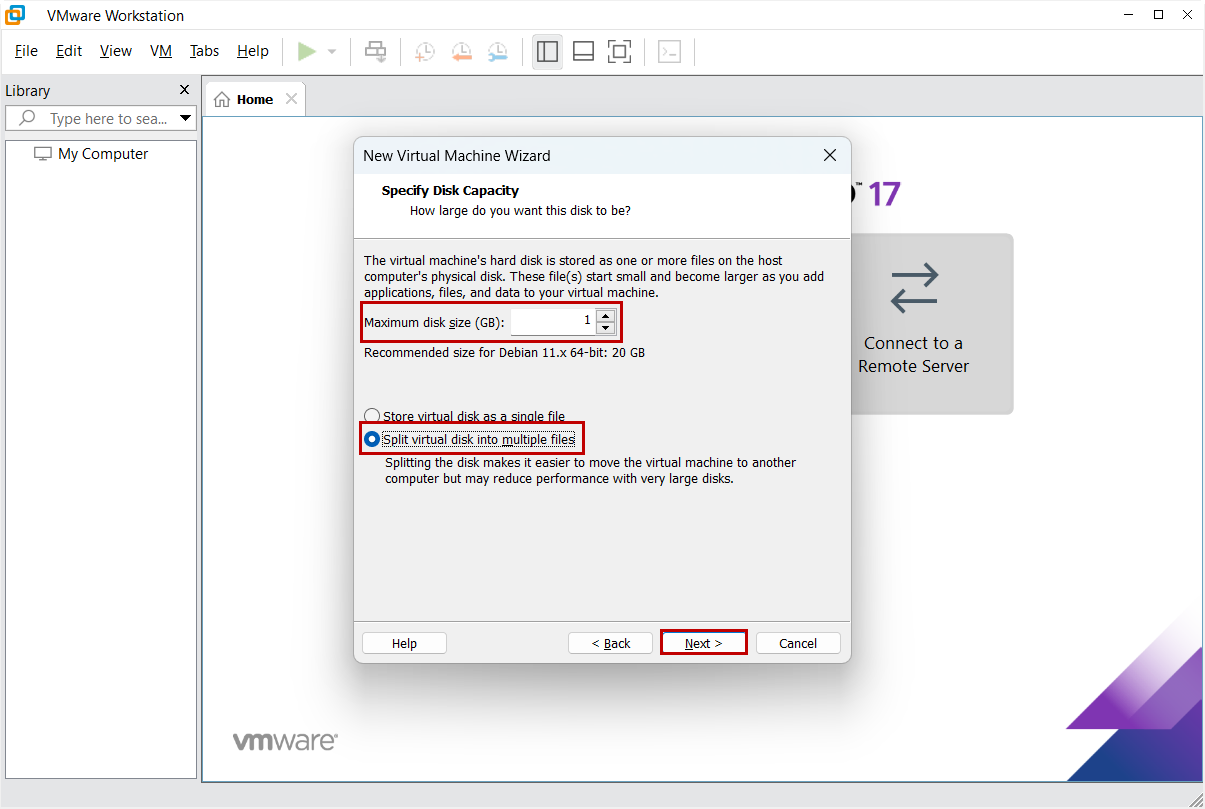 VMware Workstation
File Edit View VM Tabs Help
Library
Type here to sea...
My Computer
Home
™ 17
New Virtual Machine Wizard
Specify Disk Capacity
How large do you want this disk to be?
The virtual machine's hard disk is stored as one or more files on the host
computer's physical disk. These file(s) start small and become larger as you add
applications, files, and data to your virtual machine.
Maximum disk size (GB): 1
Recommended size for Debian 11.x 64-bit: 20 GB
Store virtual disk as a single file
Split virtual disk into multiple files
Splitting the disk makes it easier to move the virtual machine to another
computer but may reduce performance with very large disks.
Help < Back Next > Cancel
Connect to a
Remote Server
vmware®